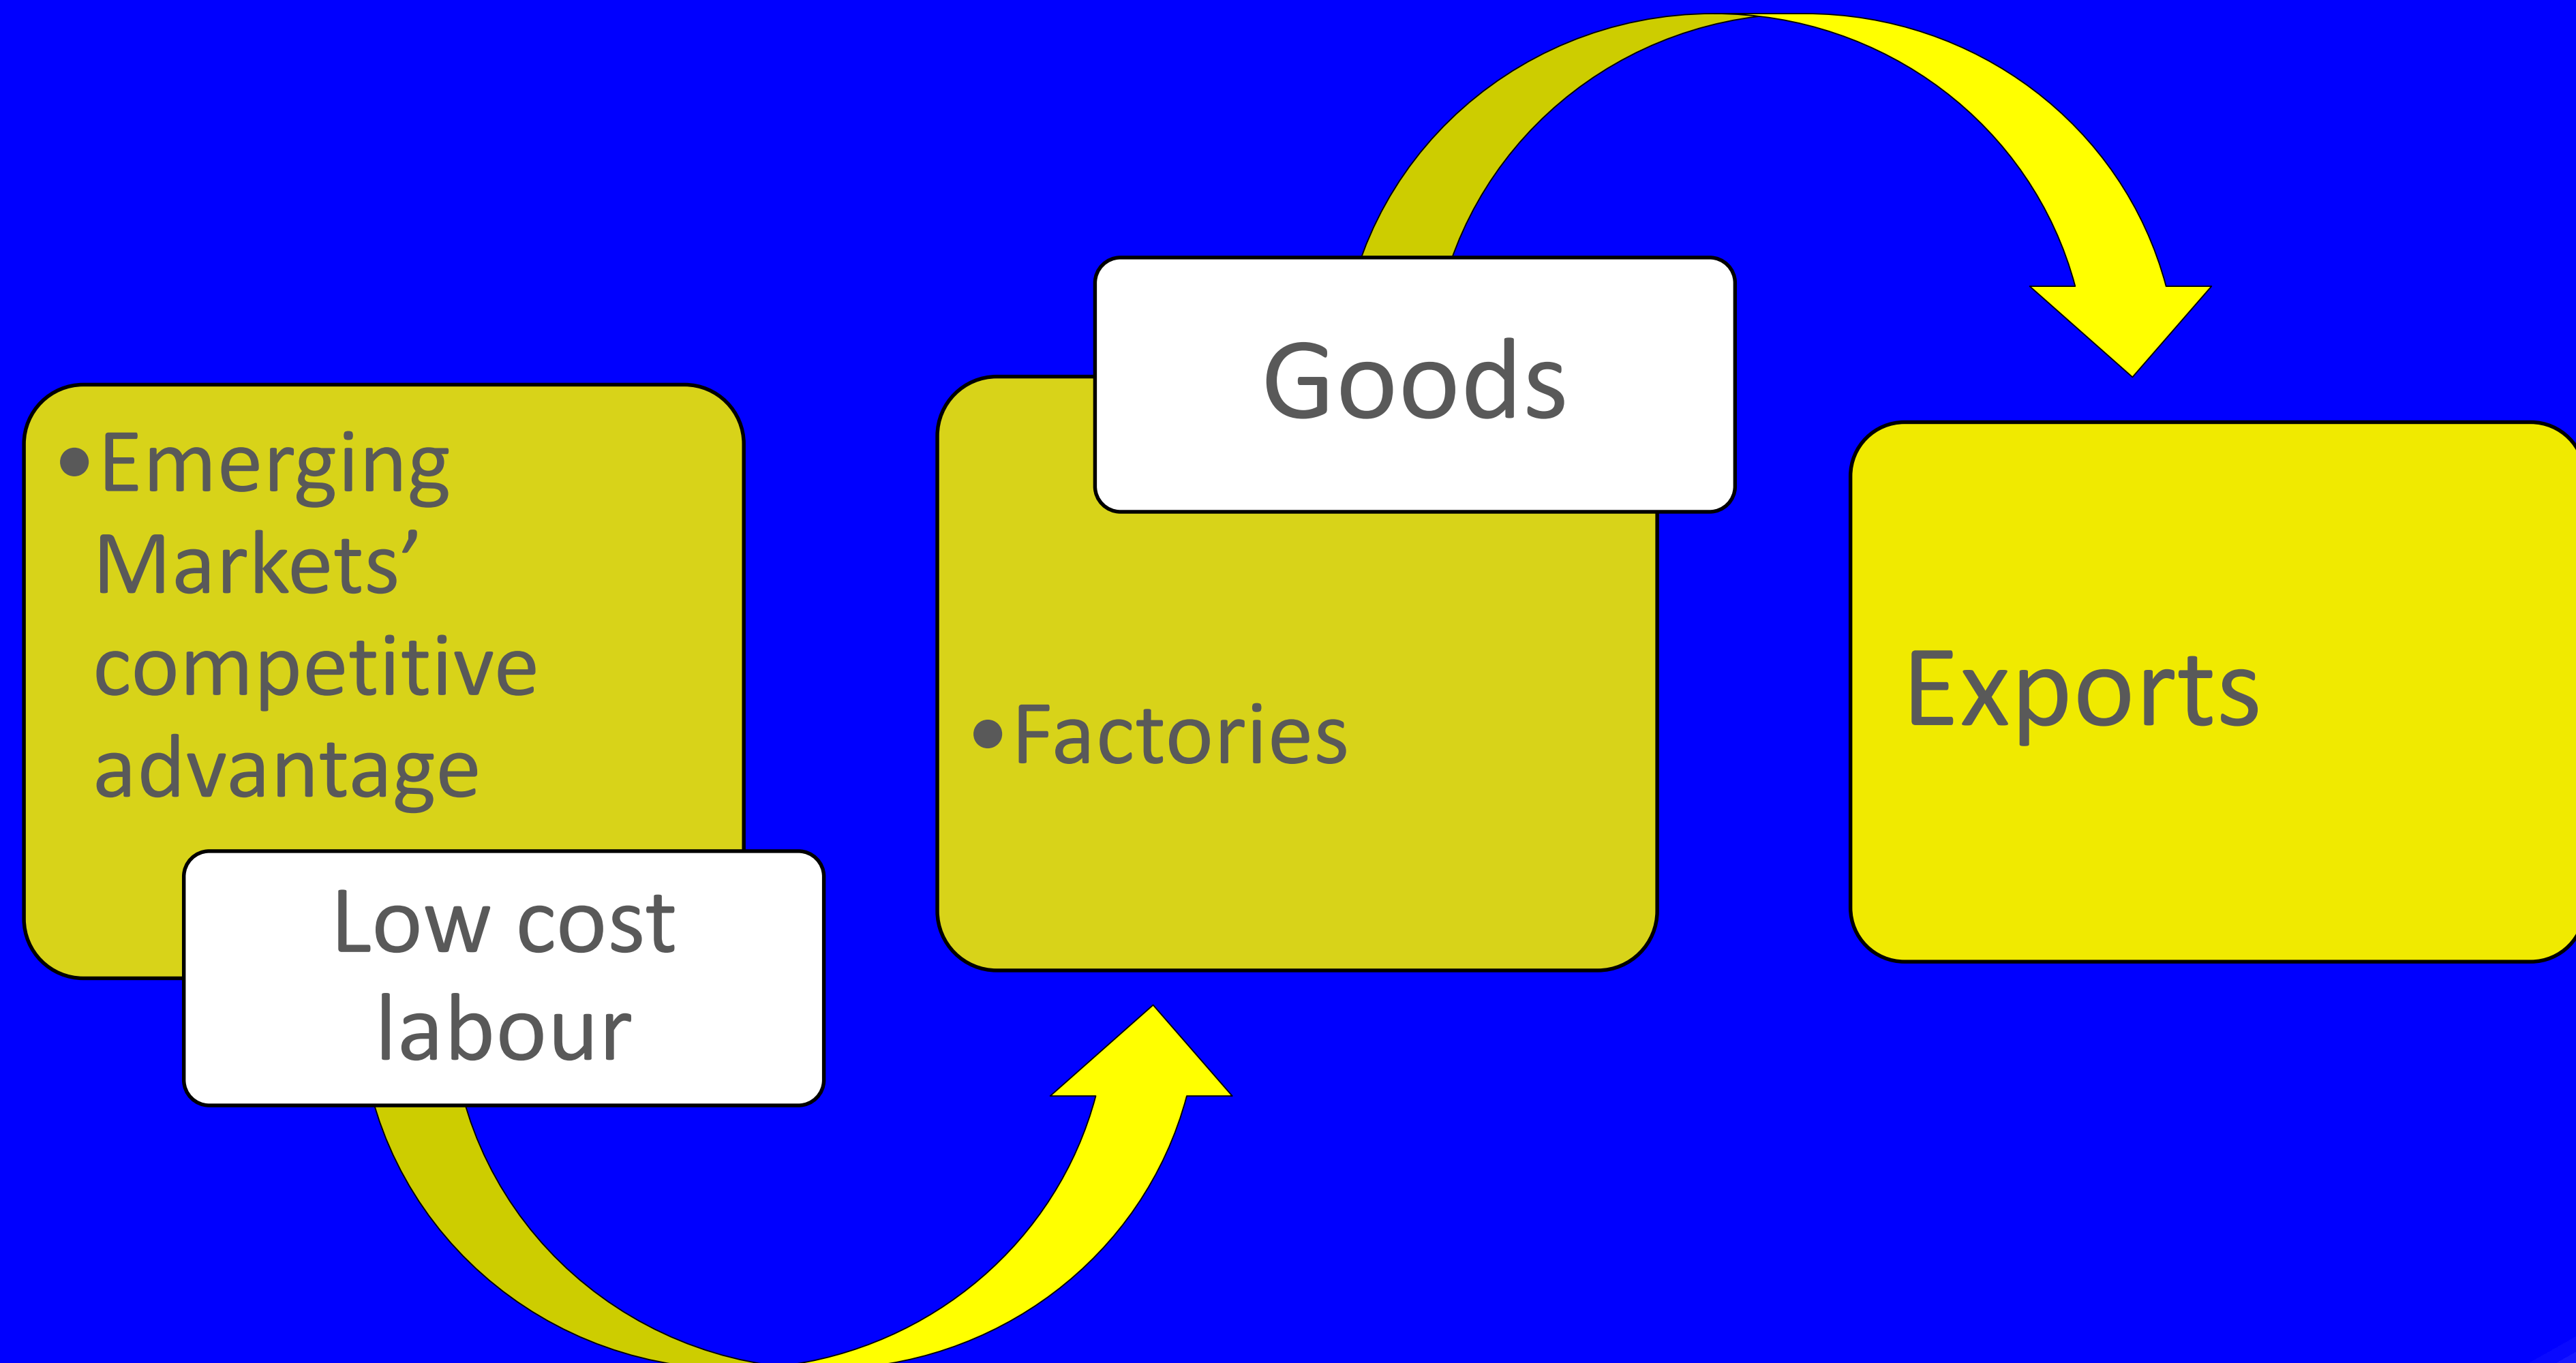 •Emerging
Markets’
competitive
advantage
Low cost
labour
Goods
•Factories
Exports